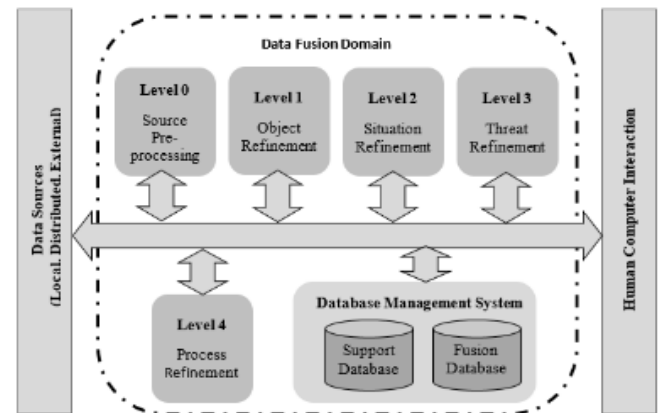 Data Fusion Domain
Data Sources
(Local, Distributed, External)
Level 0
Source
Pre-
processing
Level 1
Object
Refinement
Level 2
Situation
Refinement
Level 3
Threat
Refinement
Human Computer Interaction
Level 4
Process
Refinement
Database Management System
Support
Database
Fusion
Database